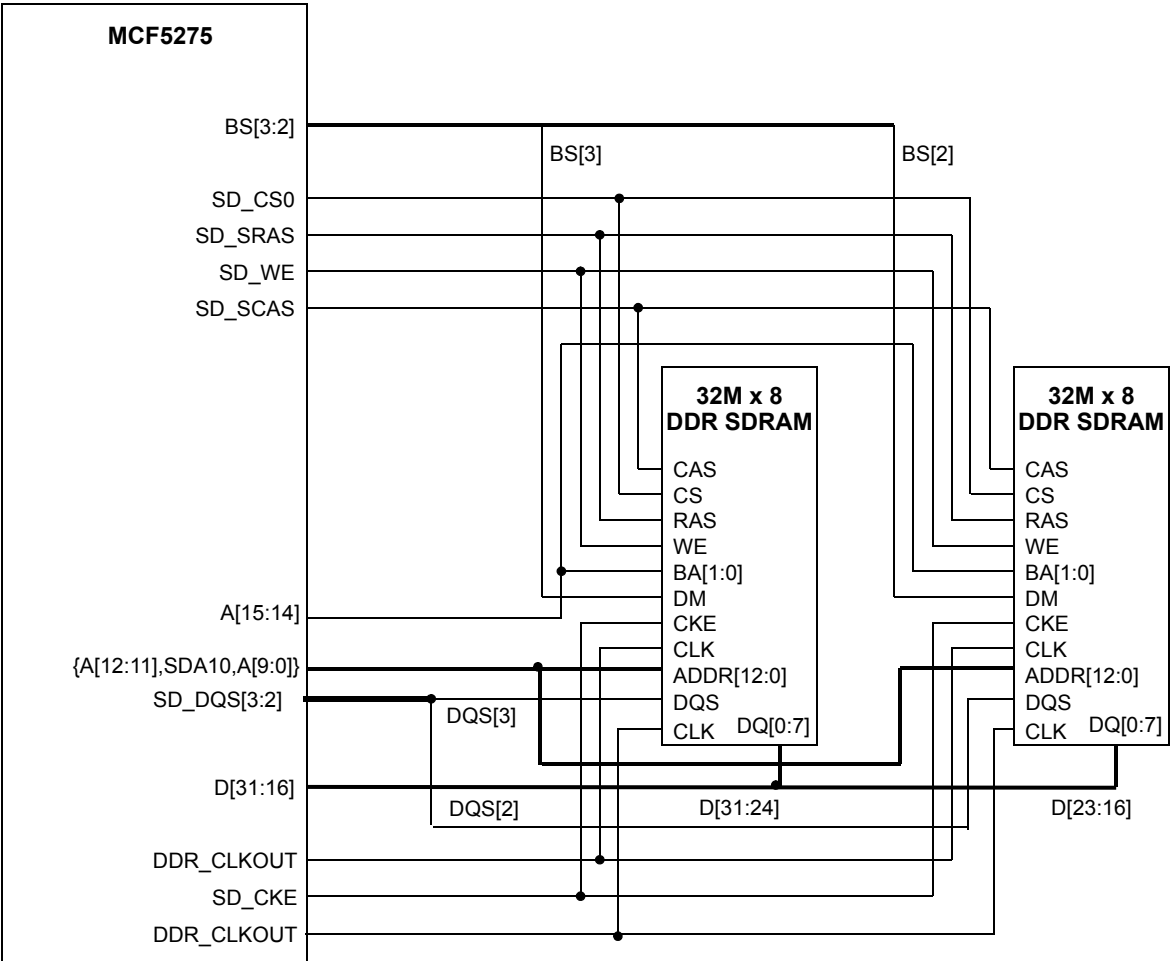 MCF5275
BS[3:2]
BS[3]
BS[2]
SD_CS0
SD_SRAS
SD_WE
SD_SCAS
A[15:14]
{A[12:11],SDA10,A[9:0]}
SD_DQS[3:2]
D[31:16]
DDR_CLKOUT
SD_CKE
DDR_CLKOUT
32M x 8
DDR SDRAM
CAS
CS
RAS
WE
BA[1:0]
DM
CKE
CLK
ADDR[12:0]
DQS
CLK
DQ[0:7]
32M x 8
DDR SDRAM
CAS
CS
RAS
WE
BA[1:0]
DM
CKE
CLK
ADDR[12:0]
DQS
CLK
DQ[0:7]
DQS[3]
DQS[2]
D[31:24]
D[23:16]